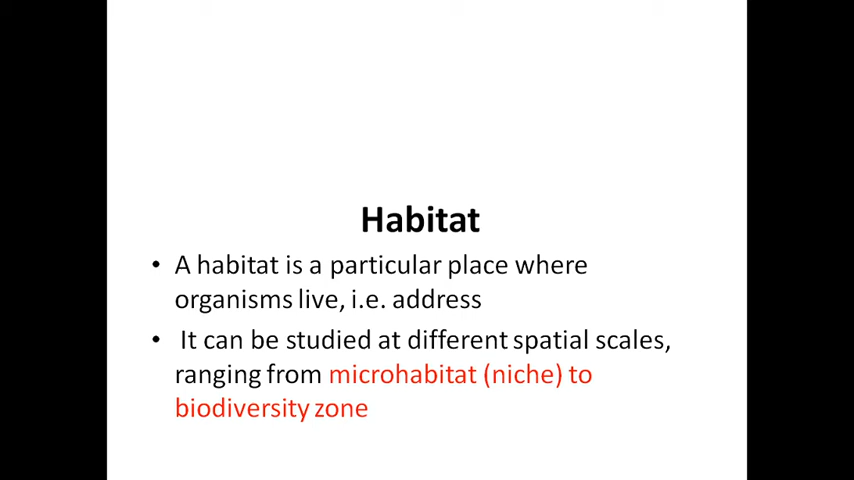 Habitat
• A habitat is a particular place where
organisms live, i.e. address
• It can be studied at different spatial scales,
ranging from microhabitat (niche) to
biodiversity zone